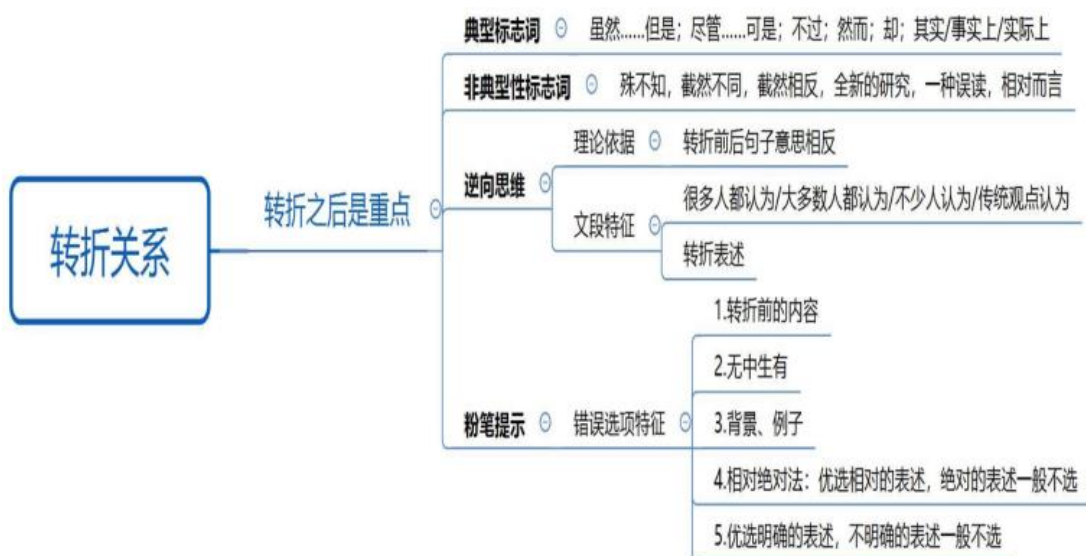 转折关系
转折之后是重点
典型标志词
虽然......但是；尽管......可是；不过；然而；却；其实/事实上/实际上
非典型性标志词
殊不知，截然不同，截然相反，全新的研究，一种误读，相对而言
逆向思维
理论依据
转折前后句子意思相反
文段特征
很多人都认为/大多数人都认为/不少人认为/传统观点认为
转折表述
粉笔提示
错误选项特征
1.转折前的内容
2.无中生有
3.背景、例子
4.相对绝对法：优选相对的表述，绝对的表述一般不选
5.优选明确的表述，不明确的表述一般不选